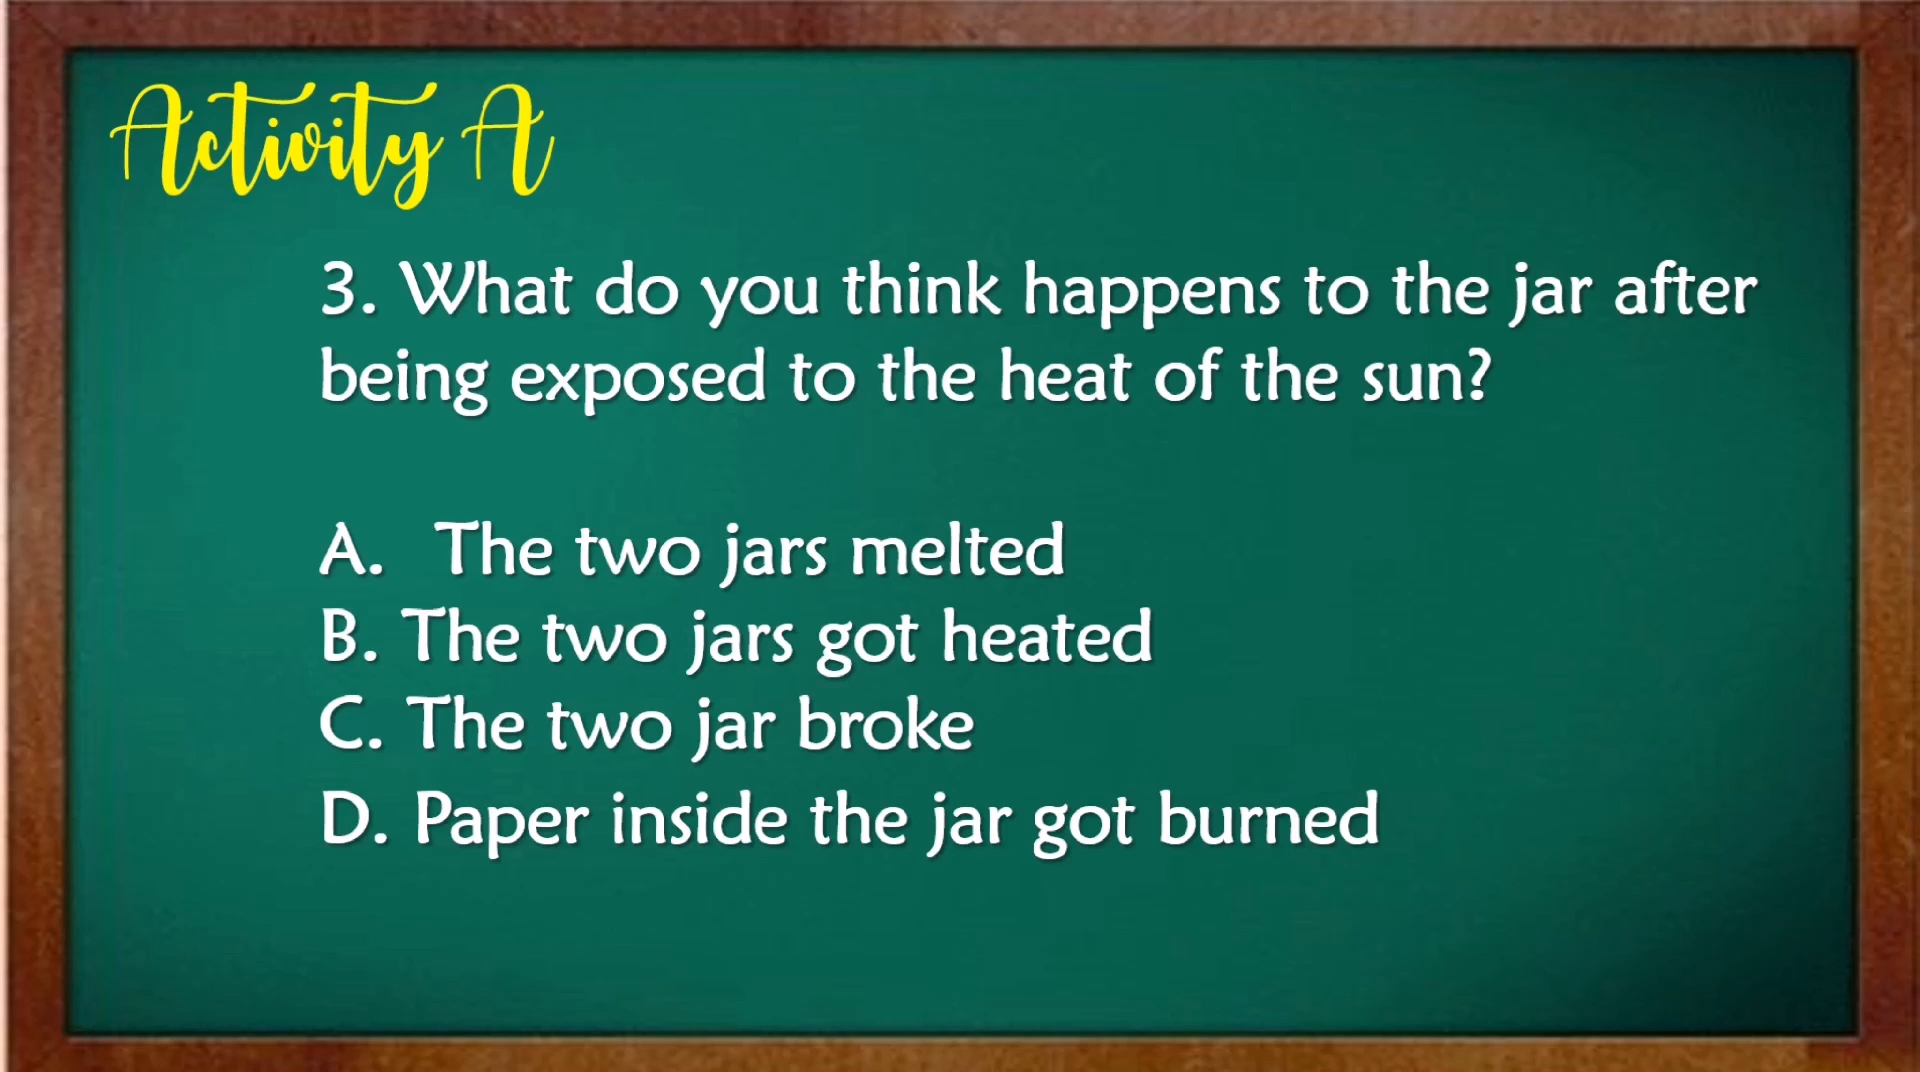 Activity A
3. What do you think happens to the jar after
being exposed to the heat of the sun?
A. The two jars melted
B. The two jars got heated
C. The two jar broke
D. Paper inside the jar got burned